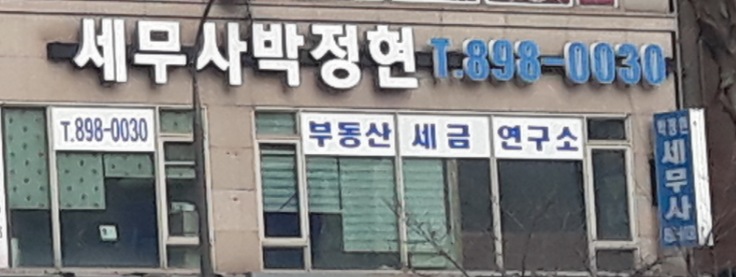 세무사박정현 T.898-0030
T.898-0030
부동산 세금 연구소
박정현
세무사